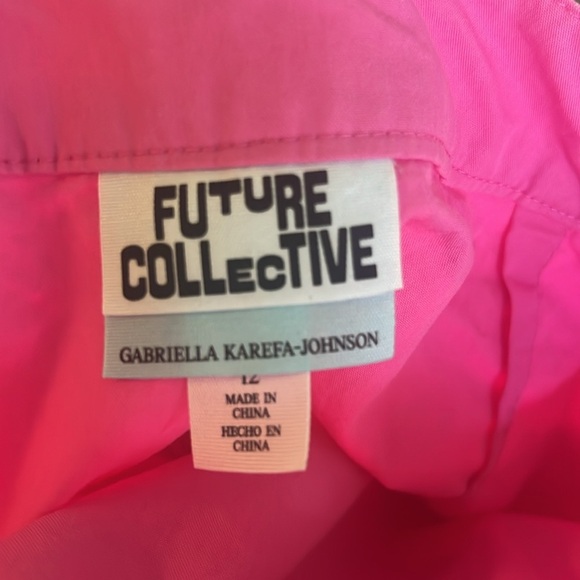 FUTURE
COLLECTIVE
GABRIELLA KAREFA-JOHNSON
12
MADE IN
CHINA
HECHO EN
CHINA